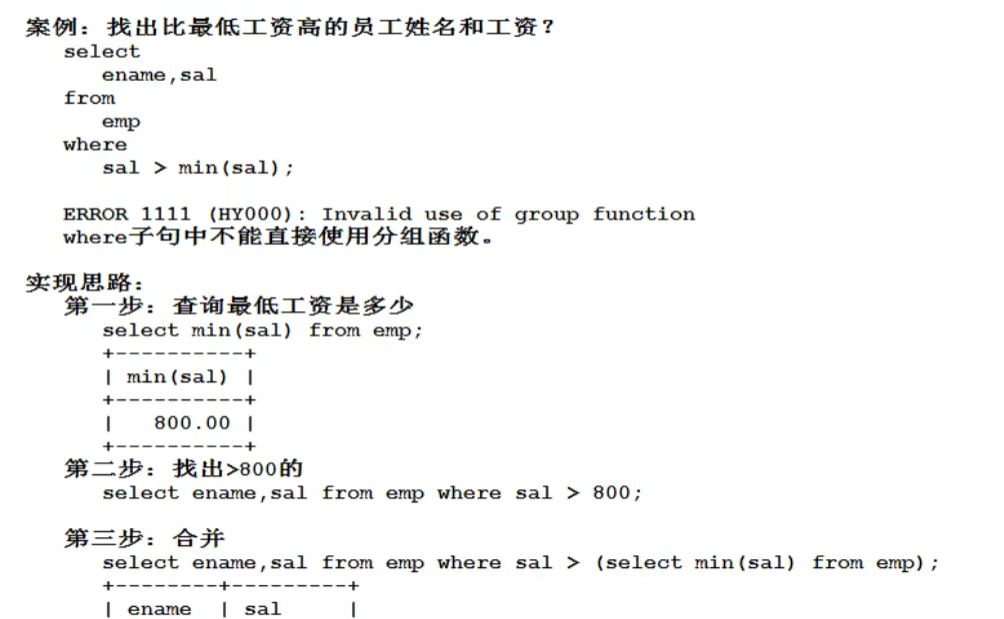 案例：找出比最低工资高的员工姓名和工资？
select
ename,sal
from
emp
where
sal > min(sal);
ERROR 1111 (HY000): Invalid use of group function
where子句中不能直接使用分组函数。
实现思路：
第一步：查询最低工资是多少
select min(sal) from emp;
+----------+
| min(sal) |
+----------+
|   800.00 |
+----------+
第二步：找出>800的
select ename,sal from emp where sal > 800;
第三步：合并
select ename,sal from emp where sal > (select min(sal) from emp);
+--------+---------+
| ename  | sal     |